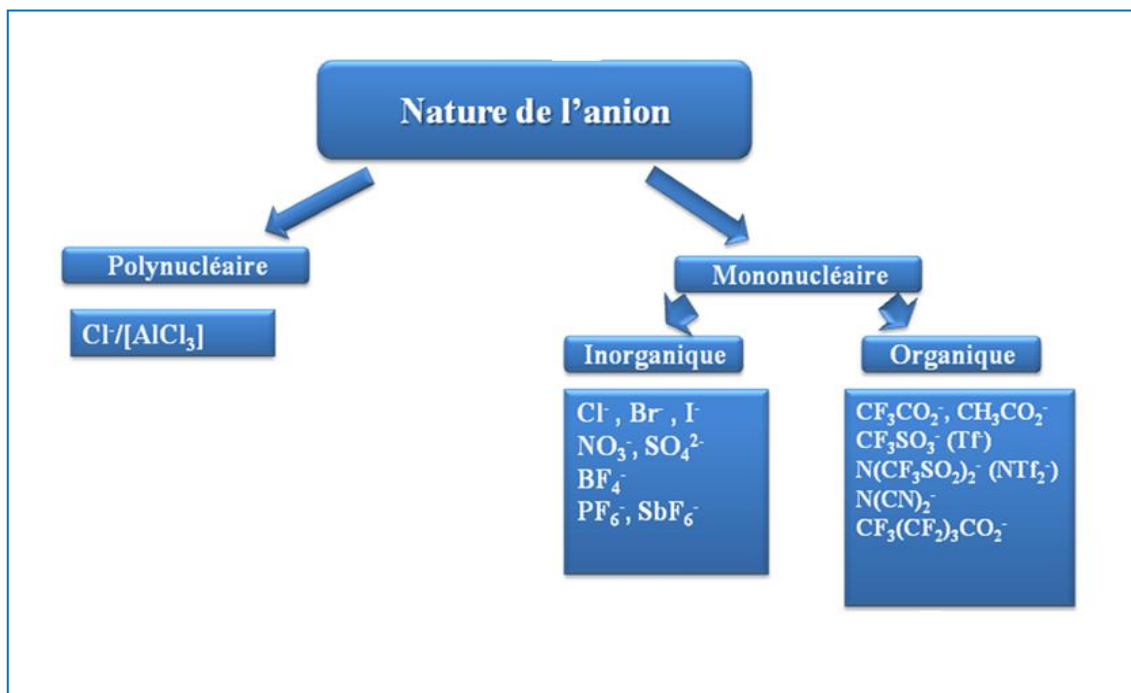 Nature de l’anion
Polynucléaire
Cl⁻/[AlCl₃]
Mononucléaire
Inorganique
Cl⁻ , Br⁻ , I⁻
NO₃⁻, SO₄²⁻
BF₄⁻
PF₆⁻, SbF₆⁻
Organique
CF₃CO₂⁻, CH₃CO₂⁻
CF₃SO₃⁻ (Tf⁻)
N(CF₃SO₂)₂⁻ (NTf₂⁻)
N(CN)₂⁻
CF₃(CF₂)₃CO₂⁻